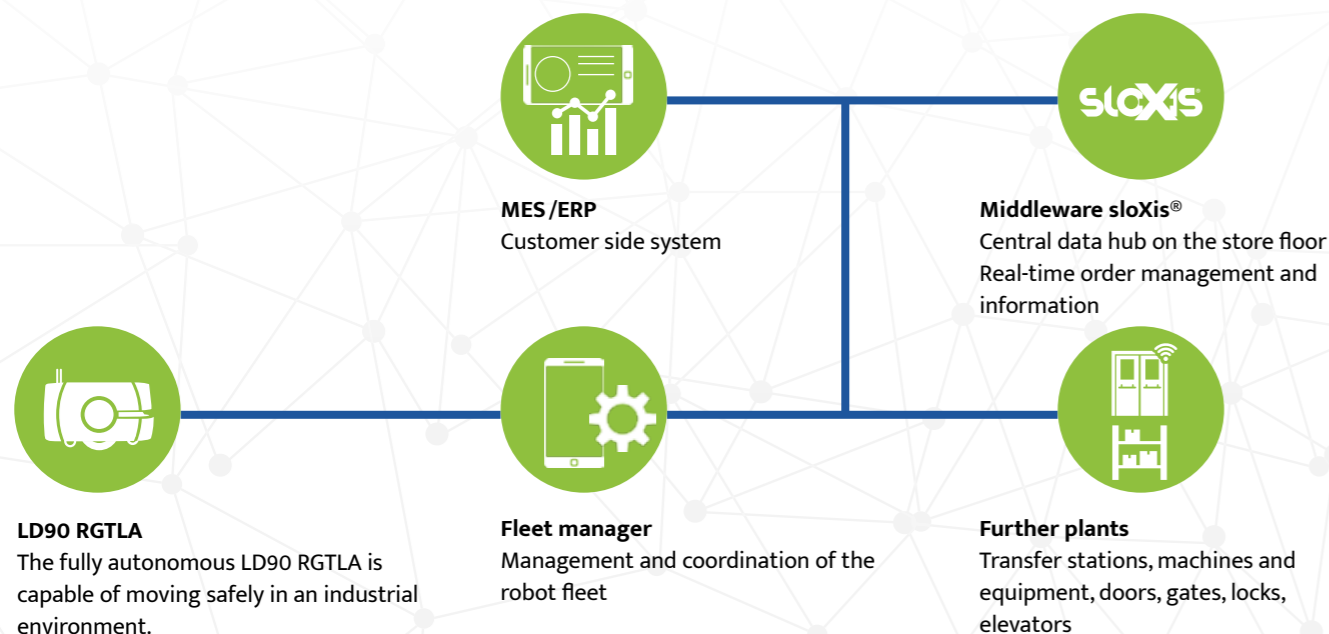 sloXis
MES/ERP
Customer side system
Middleware sloXis®
Central data hub on the store floor
Real-time order management and
information
LD90 RGTLA
The fully autonomous LD90 RGTLA is
capable of moving safely in an industrial
environment.
Fleet manager
Management and coordination of the
robot fleet
Further plants
Transfer stations, machines and
equipment, doors, gates, locks,
elevators